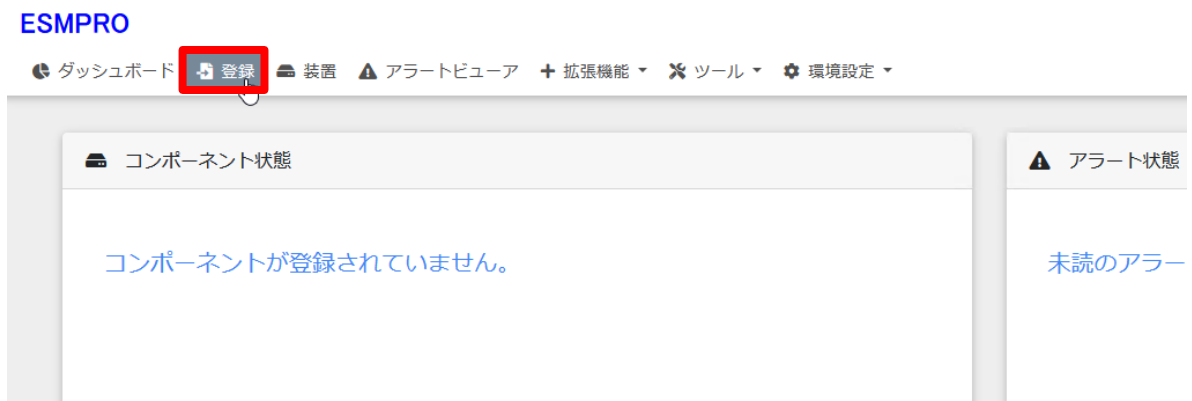 ESMPRO
ダッシュボード 登録 装置 アラートビューア 拡張機能 ツール 環境設定
コンポーネント状態
コンポーネントが登録されていません。
アラート状態
未読のアラー